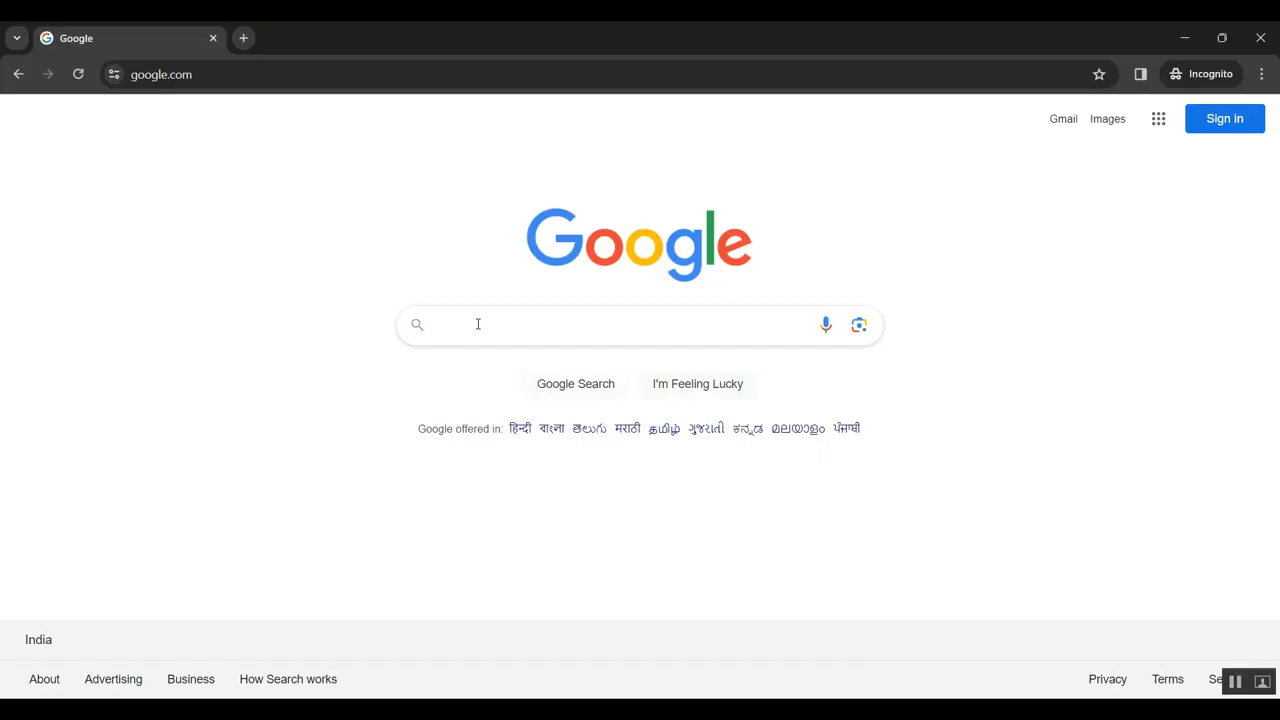 Google
google.com
Incognito
Gmail Images Sign in
Google
Google Search I'm Feeling Lucky
Google offered in: हिन्दी বাংলা తెలుగు मराठी தமிழ் ગુજરાતી ಕನ್ನಡ മലയാളം ਪੰਜਾਬੀ
India
About Advertising Business How Search works Privacy Terms